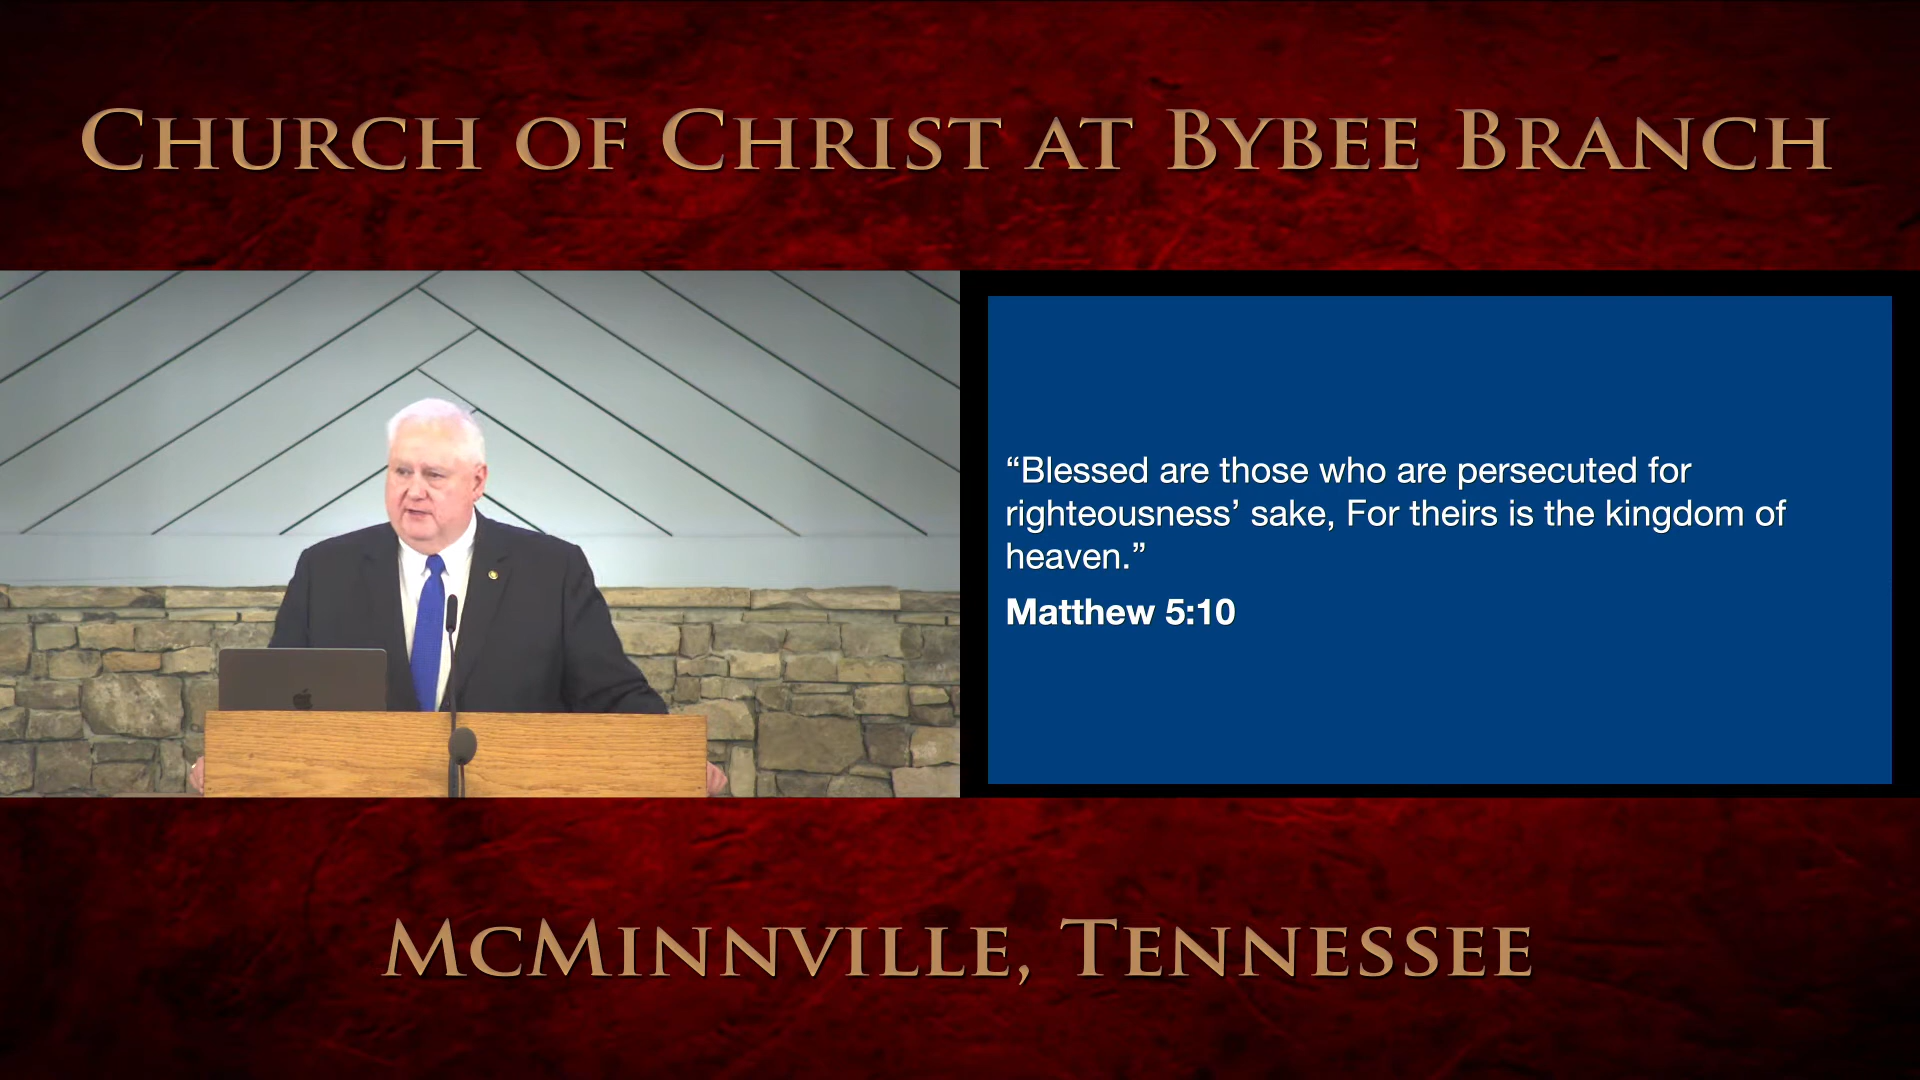 CHURCH OF CHRIST AT BYBEE BRANCH
“Blessed are those who are persecuted for
righteousness’ sake, For theirs is the kingdom of
heaven.”
Matthew 5:10
MCMINNVILLE, TENNESSEE